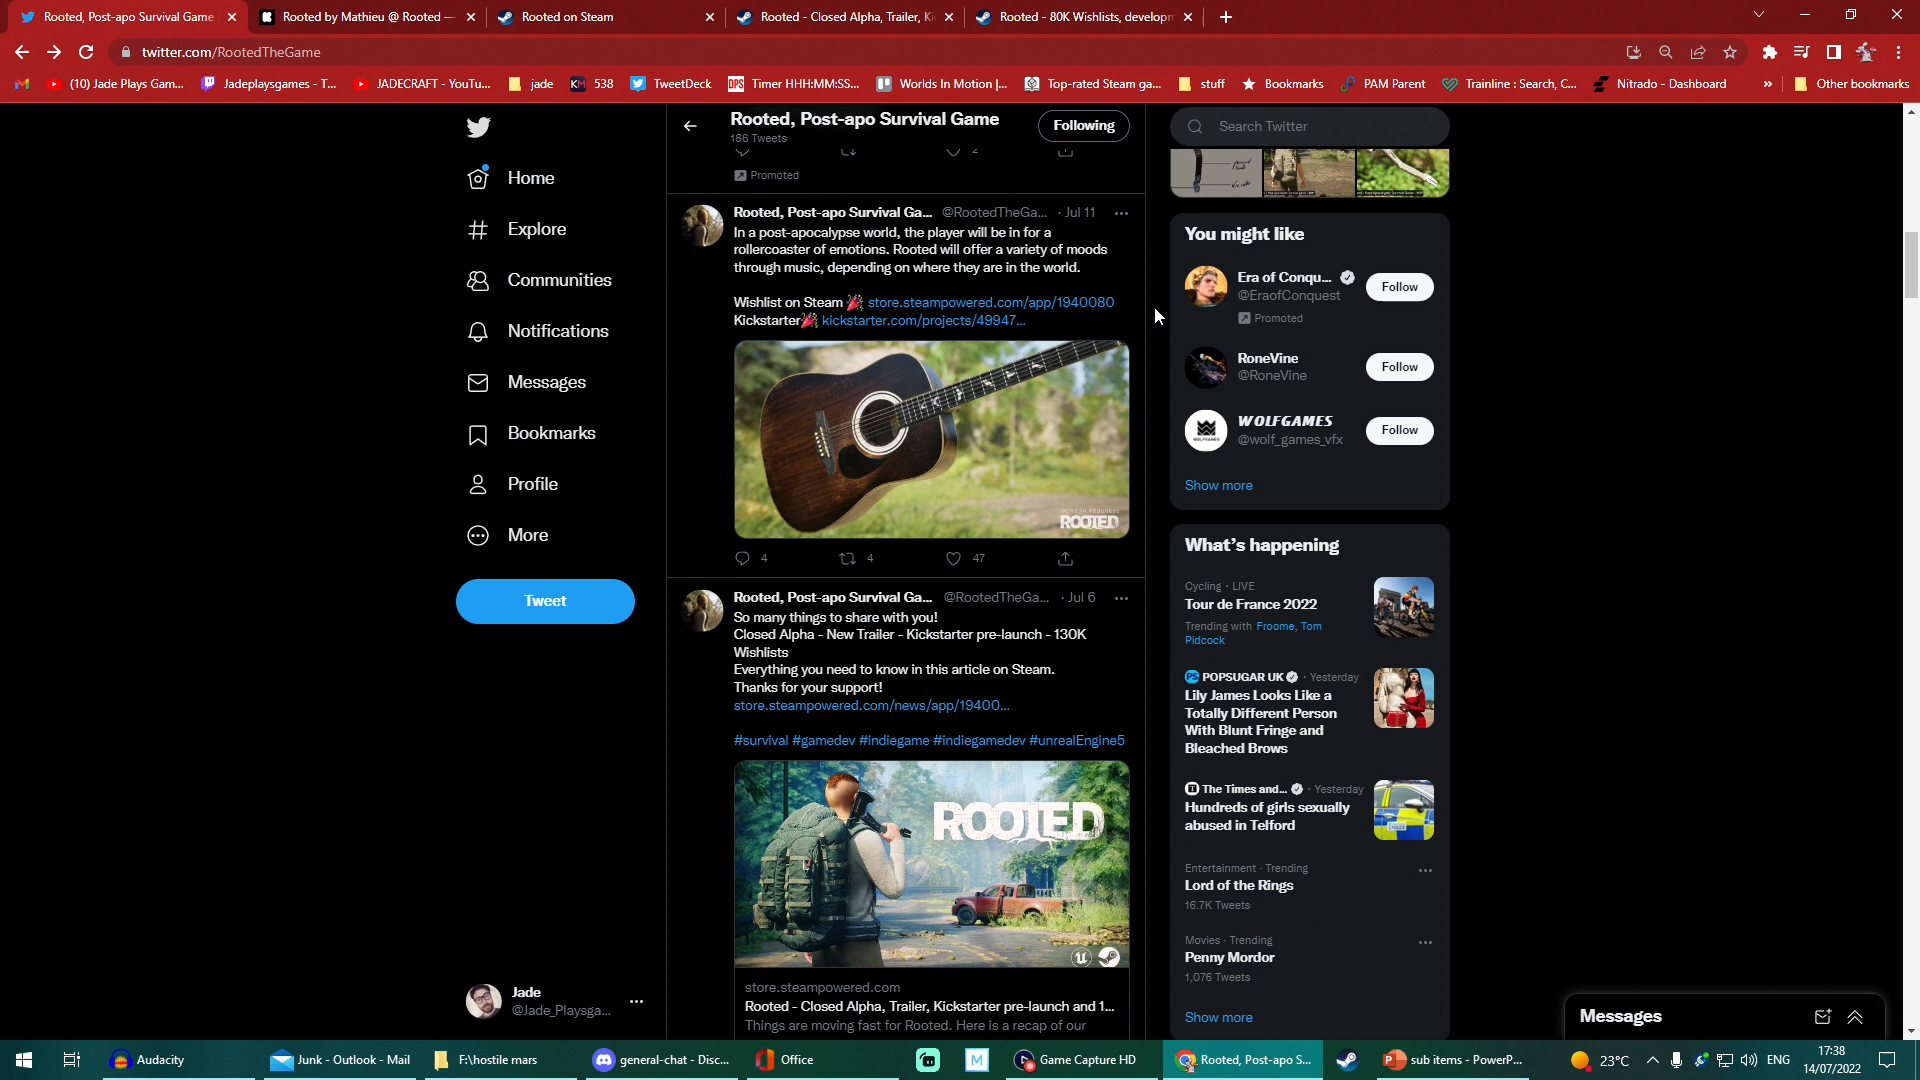 Rooted, Post-apo Survival Game
Rooted by Mathieu @ Rooted —
Rooted on Steam
Rooted - Closed Alpha, Trailer, Ki
Rooted - 80K Wishlists, developm
twitter.com/RootedTheGame
(10) Jade Plays Gam...
Jadeplaysgames - T...
JADECRAFT - YouTu...
jade
538
TweetDeck
Timer HHH:MM:SS...
Worlds In Motion |...
Top-rated Steam ga...
stuff
Bookmarks
PAM Parent
Trainline : Search, C...
Nitrado - Dashboard
»
Other bookmarks
Home
Explore
Communities
Notifications
Messages
Bookmarks
Profile
More
Tweet
Jade
@Jade_Playsga...
Rooted, Post-apo Survival Game
186 Tweets
Following
2
Promoted
Rooted, Post-apo Survival Ga... @RootedTheGa... · Jul 11
In a post-apocalypse world, the player will be in for a
rollercoaster of emotions. Rooted will offer a variety of moods
through music, depending on where they are in the world.
Wishlist on Steam 🎉 store.steampowered.com/app/1940080
Kickstarter🎉 kickstarter.com/projects/49947...
WORK IN PROGRESS
ROOTED
4 4 47
Rooted, Post-apo Survival Ga... @RootedTheGa... · Jul 6
So many things to share with you!
Closed Alpha - New Trailer - Kickstarter pre-launch - 130K
Wishlists
Everything you need to know in this article on Steam.
Thanks for your support!
store.steampowered.com/news/app/19400...
#survival #gamedev #indiegame #indiegamedev #unrealEngine5
ROOTED
store.steampowered.com
Rooted - Closed Alpha, Trailer, Kickstarter pre-launch and 1...
Things are moving fast for Rooted. Here is a recap of our
Search Twitter
You might like
Era of Conqu...
@EraofConquest
Follow
Promoted
RoneVine
@RoneVine
Follow
WOLFGAMES
@wolf_games_vfx
Follow
Show more
What's happening
Cycling · LIVE
Tour de France 2022
Trending with Froome, Tom
Pidcock
POPSUGAR UK · Yesterday
Lily James Looks Like a
Totally Different Person
With Blunt Fringe and
Bleached Brows
The Times and... · Yesterday
Hundreds of girls sexually
abused in Telford
Entertainment · Trending
Lord of the Rings
16.7K Tweets
Movies · Trending
Penny Mordor
1,076 Tweets
Show more
Messages
Audacity
Junk - Outlook - Mail
F:\hostile mars
general-chat - Disc...
Office
Game Capture HD
Rooted, Post-apo S...
sub items - PowerP...
23°C
ENG
17:38
14/07/2022